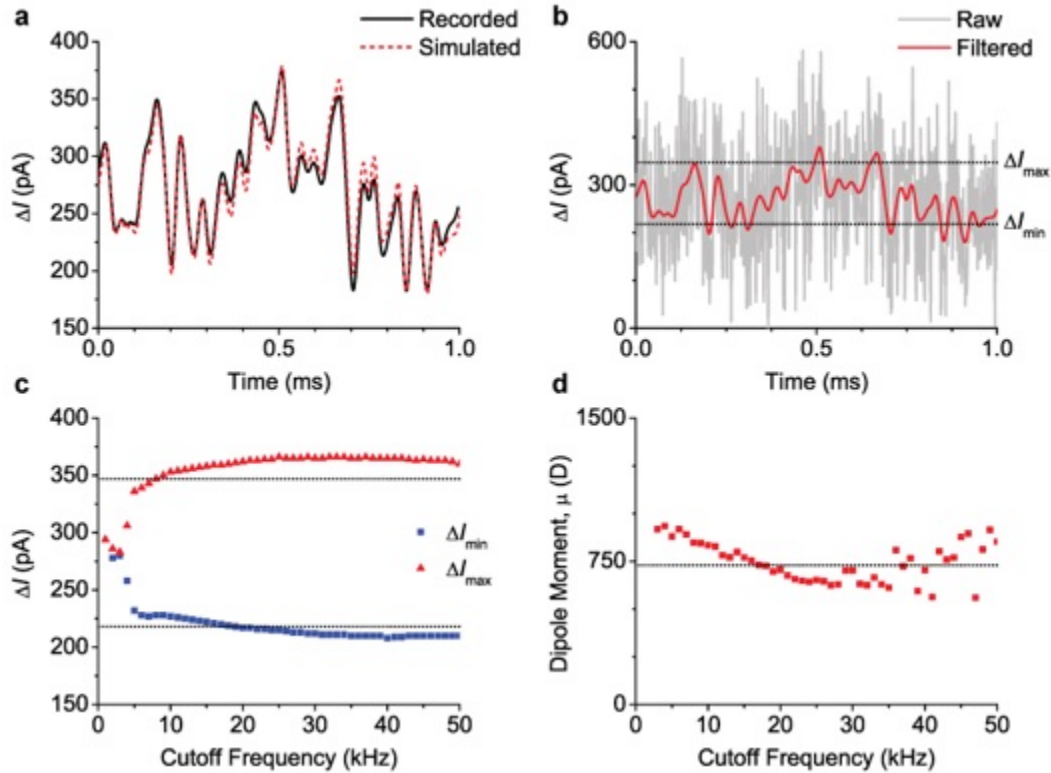 a
Recorded
Simulated
400
350
300
250
200
150
ΔI (pA)
0.0 0.5 1.0
Time (ms)
b
Raw
Filtered
600
300
0
ΔI (pA)
ΔImax
ΔImin
0.0 0.5 1.0
Time (ms)
c
400
350
300
250
200
150
ΔI (pA)
ΔImin
ΔImax
0 10 20 30 40 50
Cutoff Frequency (kHz)
d
1500
750
0
Dipole Moment, μ (D)
0 10 20 30 40 50
Cutoff Frequency (kHz)